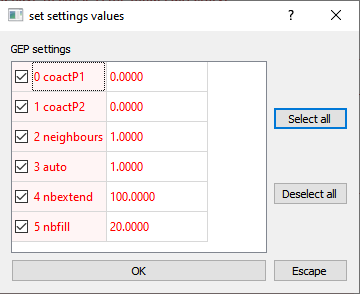 set settings values
GEP settings
0 coactP1 0.0000
1 coactP2 0.0000
2 neighbours 1.0000
3 auto 1.0000
4 nbextend 100.0000
5 nbfill 20.0000
Select all
Deselect all
OK
Escape